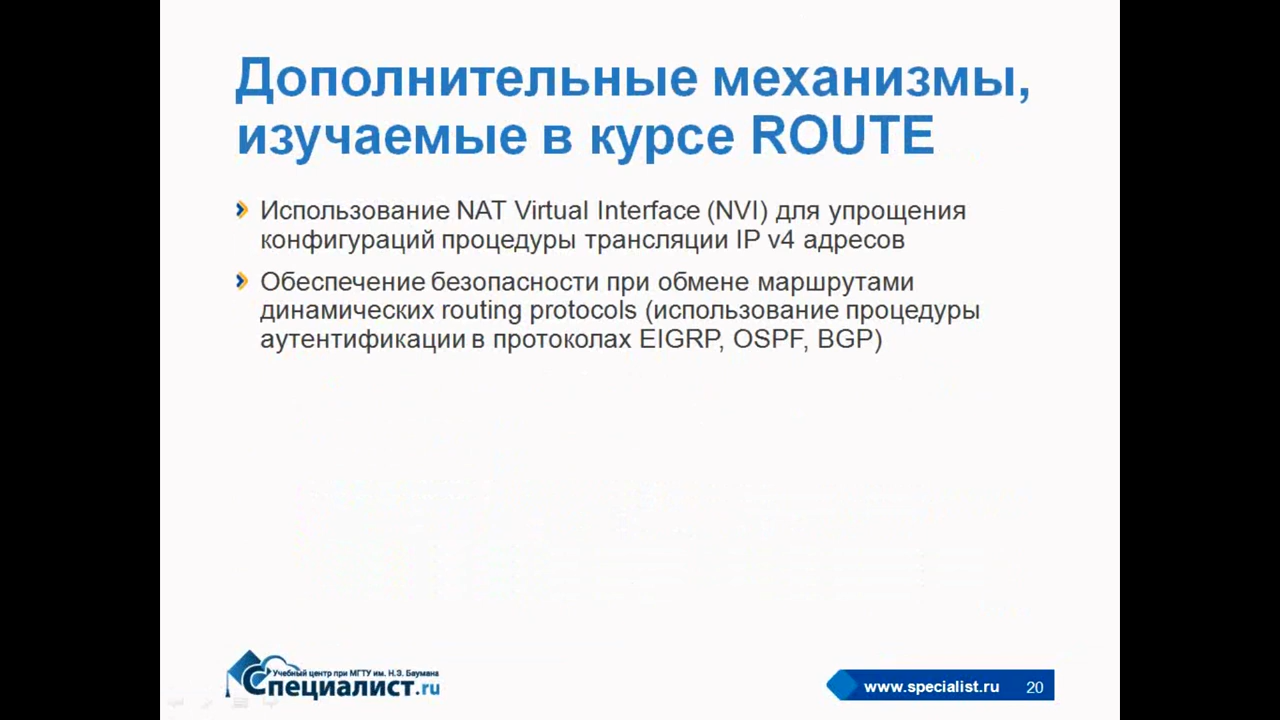 Дополнительные механизмы,
изучаемые в курсе ROUTE
Использование NAT Virtual Interface (NVI) для упрощения
конфигураций процедуры трансляции IP v4 адресов
Обеспечение безопасности при обмене маршрутами
динамических routing protocols (использование процедуры
аутентификации в протоколах EIGRP, OSPF, BGP)
Учебный центр при МГТУ им. Н.Э. Баумана
Специалист.ru
www.specialist.ru 20